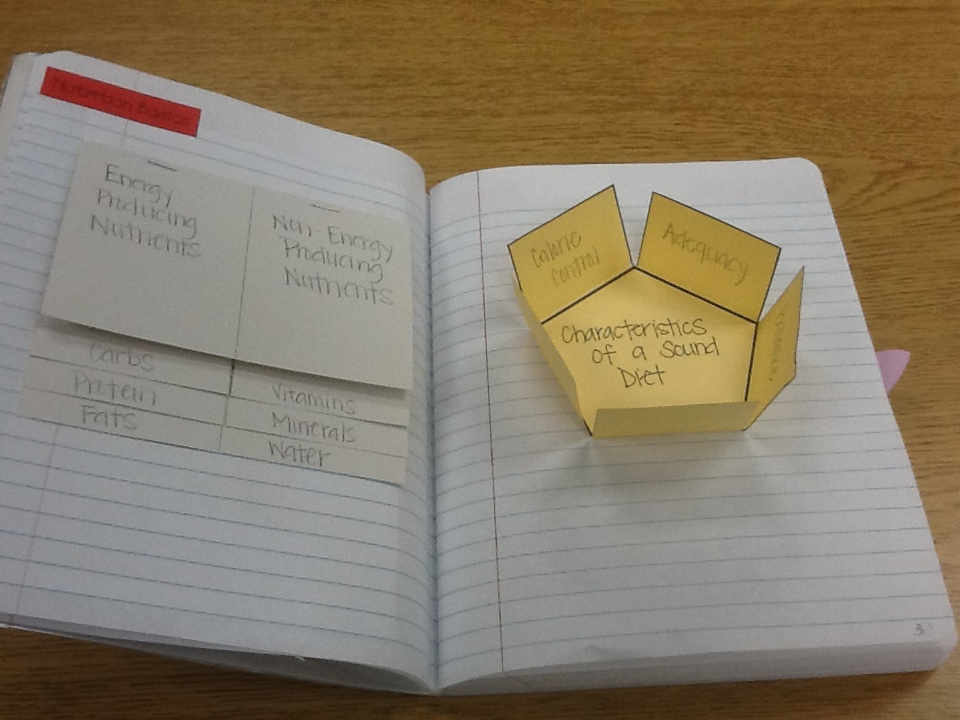 Nutrition Basics
Energy
Producing
Nutrients
Non-Energy
Producing
Nutrients
Carbs
Protein
Fats
Vitamins
Minerals
Water
Calorie
Control
Adequacy
Characteristics
of a Sound
Diet
3